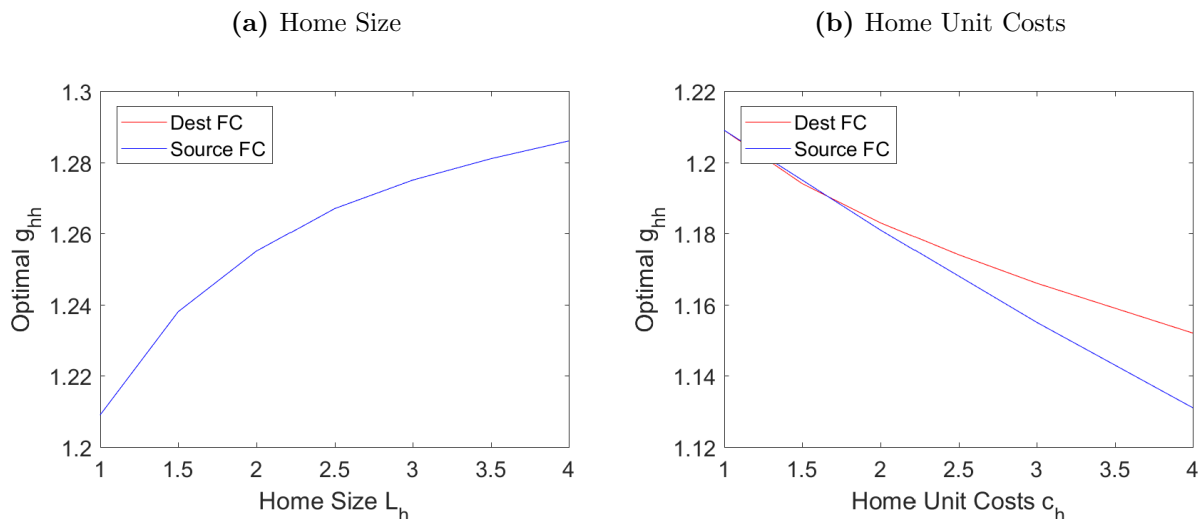 (a) Home Size
1.3
1.28
1.26
1.24
1.22
1.2
Optimal g_hh
Dest FC
Source FC
1 1.5 2 2.5 3 3.5 4
Home Size L_h
(b) Home Unit Costs
1.22
1.2
1.18
1.16
1.14
1.12
Optimal g_hh
Dest FC
Source FC
1 1.5 2 2.5 3 3.5 4
Home Unit Costs c_h